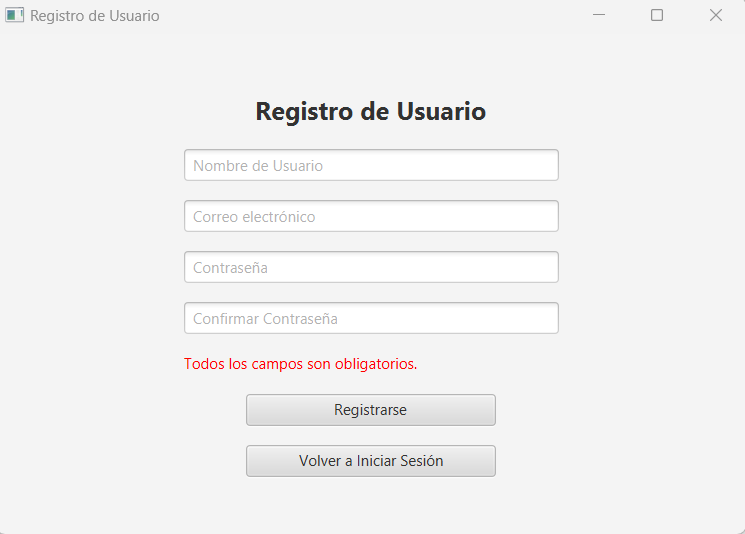 Registro de Usuario
Registro de Usuario
Nombre de Usuario
Correo electrónico
Contraseña
Confirmar Contraseña
Todos los campos son obligatorios.
Registrarse
Volver a Iniciar Sesión